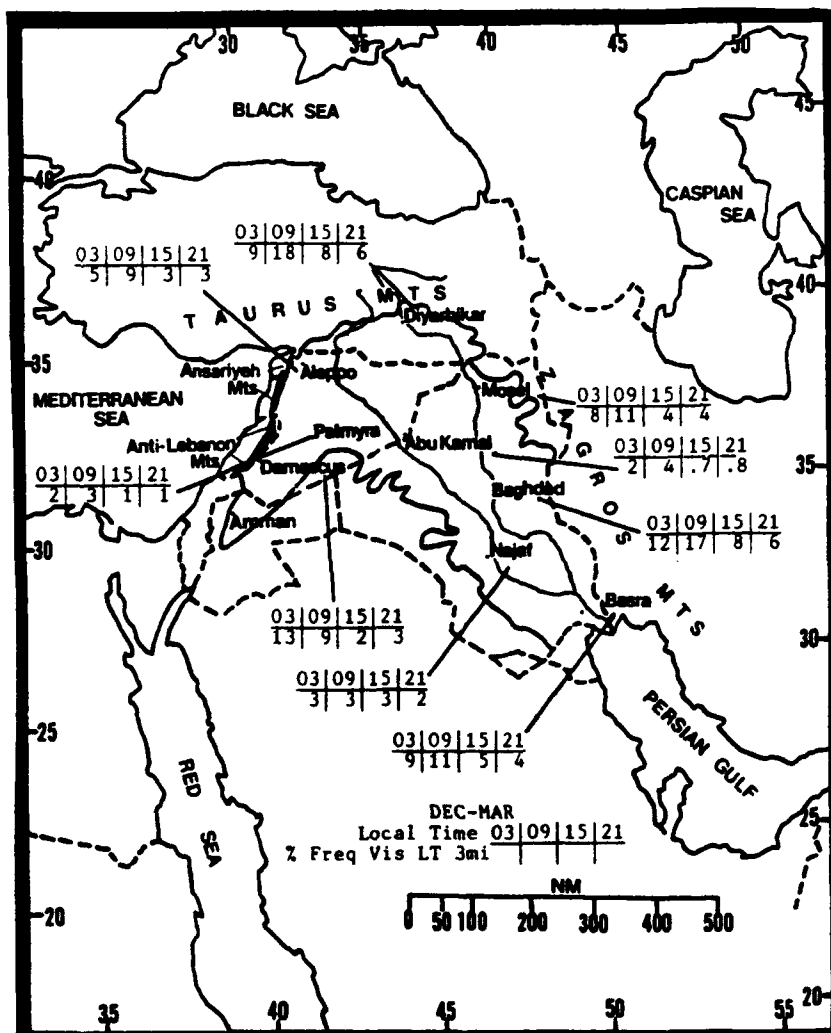 30 35 40 45 50
BLACK SEA
45
CASPIAN
SEA
40
03|09|15|21
9|18|8|6
03|09|15|21
5|9|3|3
40
TAURUS MTS
Diyarbikar
35
Ansariyeh
Mts.
Aleppo
Mosel
MEDITERRANEAN
SEA
03|09|15|21
8|11|4|4
ZAGROS MTS
Palmyra
Abu Kamal
Anti-Lebanon
Mts.
03|09|15|21
2|4|.7|.8
35
Damascus
03|09|15|21
2|3|1|1
Baghdad
Amman
03|09|15|21
12|17|8|6
30
Najaf
Basra
03|09|15|21
13|9|2|3
30
03|09|15|21
3|3|3|2
PERSIAN GULF
03|09|15|21
9|11|5|4
25
RED SEA
DEC-MAR
Local Time 03|09|15|21
% Freq Vis LT 3mi
25
NM
0 50 100 200 300 400 500
20
20
35 40 45 50